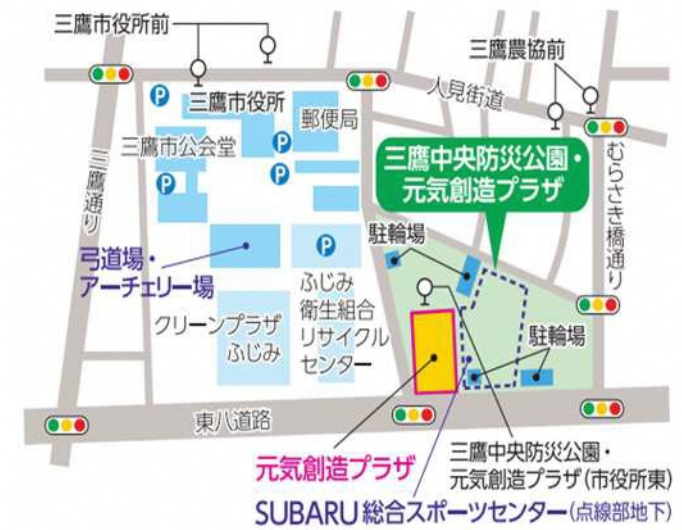 三鷹市役所前
三鷹農協前
人見街道
P
三鷹市役所
郵便局
P
三鷹市公会堂
P
P
三鷹中央防災公園・
元気創造プラザ
むらさき橋通り
三鷹通り
弓道場・
アーチェリー場
P
駐輪場
ふじみ
衛生組合
リサイクル
センター
クリーンプラザ
ふじみ
駐輪場
東八道路
元気創造プラザ
三鷹中央防災公園・
元気創造プラザ(市役所東)
SUBARU総合スポーツセンター(点線部地下)